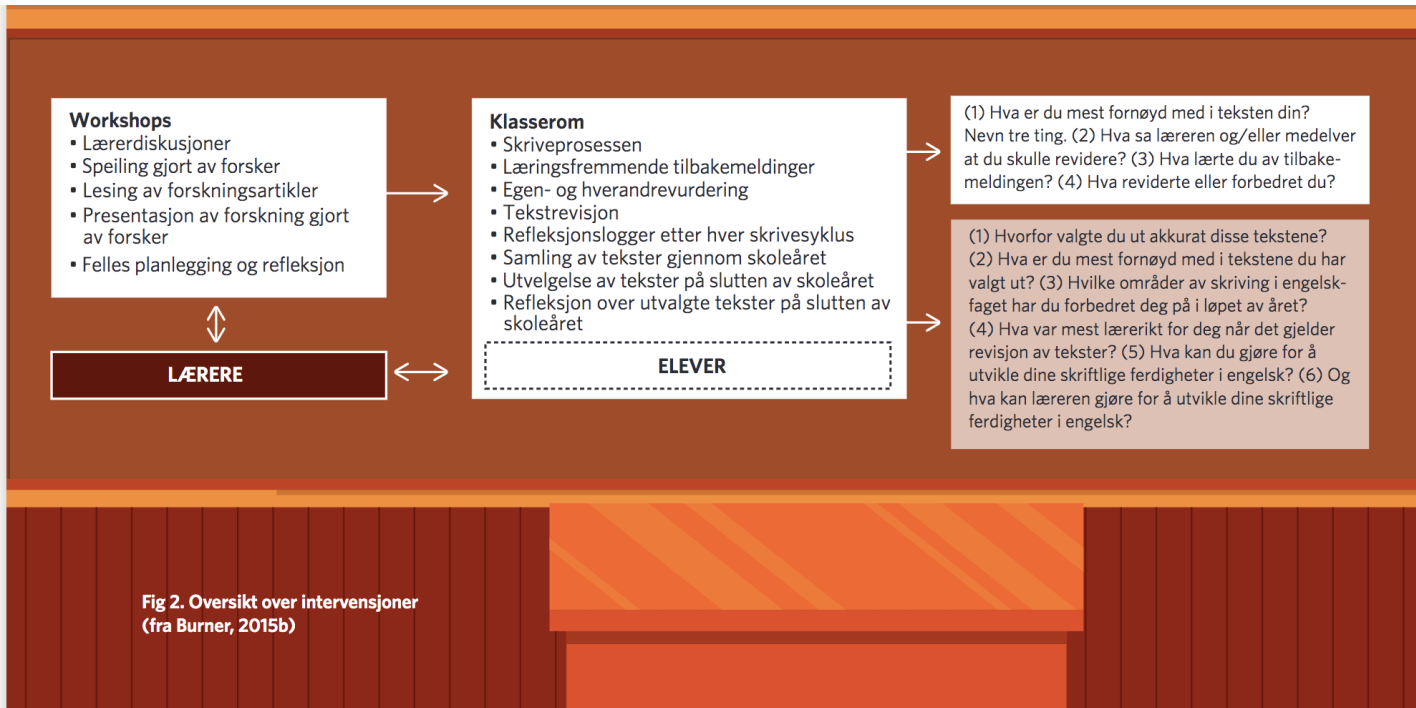 Workshops
• Lærerdiskusjoner
• Speiling gjort av forsker
• Lesing av forskningsartikler
• Presentasjon av forskning gjort
av forsker
• Felles planlegging og refleksjon
LÆRERE
Klasserom
• Skriveprosessen
• Læringsfremmende tilbakemeldinger
• Egen- og hverandrevurdering
• Tekstrevisjon
• Refleksjonslogger etter hver skrivesyklus
• Samling av tekster gjennom skoleåret
• Utvelgelse av tekster på slutten av skoleåret
• Refleksjon over utvalgte tekster på slutten av
skoleåret
ELEVER
(1) Hva er du mest fornøyd med i teksten din?
Nevn tre ting. (2) Hva sa læreren og/eller medelver
at du skulle revidere? (3) Hva lærte du av tilbake-
meldingen? (4) Hva reviderte eller forbedret du?
(1) Hvorfor valgte du ut akkurat disse tekstene?
(2) Hva er du mest fornøyd med i tekstene du har
valgt ut? (3) Hvilke områder av skriving i engelsk-
faget har du forbedret deg på i løpet av året?
(4) Hva var mest lærerikt for deg når det gjelder
revisjon av tekster? (5) Hva kan du gjøre for å
utvikle dine skriftlige ferdigheter i engelsk? (6) Og
hva kan læreren gjøre for å utvikle dine skriftlige
ferdigheter i engelsk?
Fig 2. Oversikt over intervensjoner
(fra Burner, 2015b)